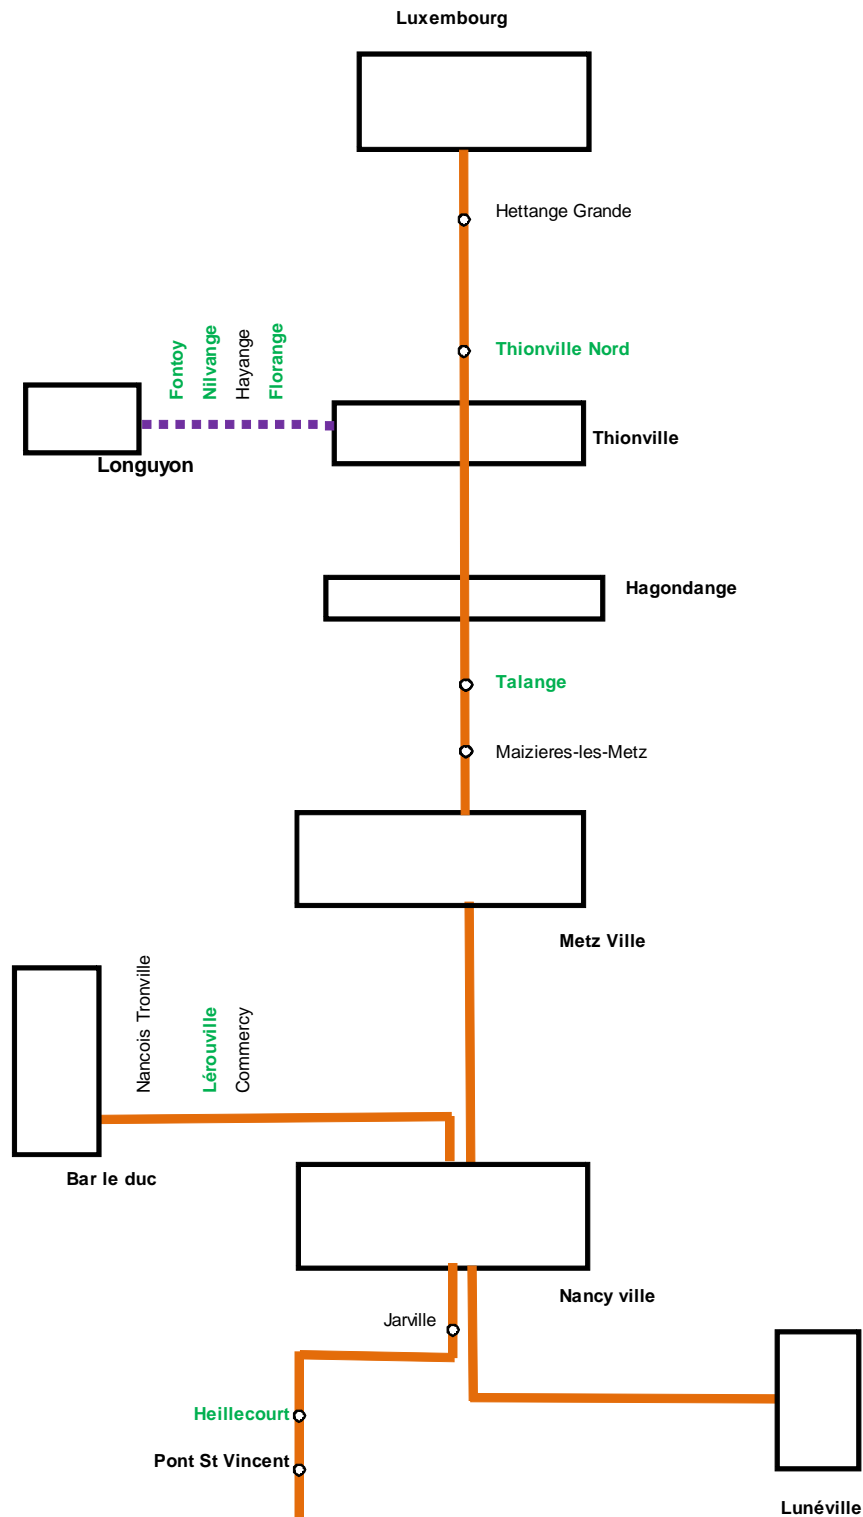 Luxembourg
Hettange Grande
Fontoy
Nilvange
Hayange
Florange
Thionville Nord
Thionville
Longuyon
Hagondange
Talange
Maizieres-les-Metz
Metz Ville
Nancois Tronville
Lérouville
Commercy
Bar le duc
Nancy ville
Jarville
Heillecourt
Pont St Vincent
Lunéville